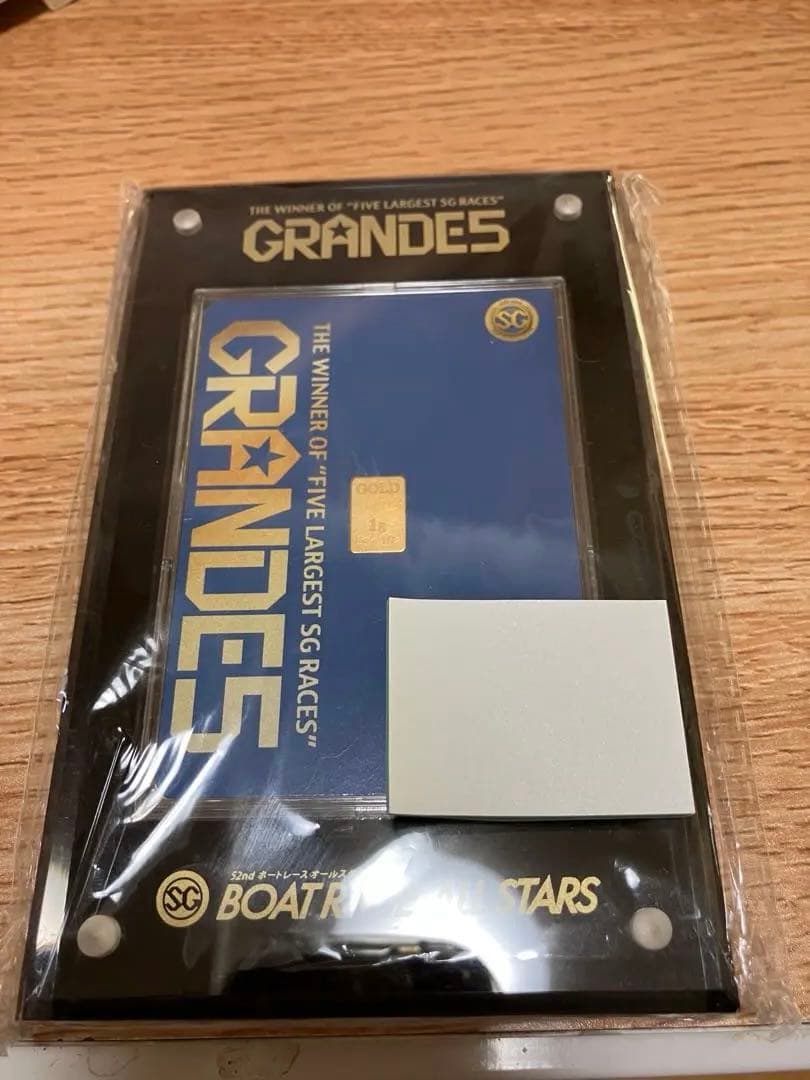 THE WINNER OF "FIVE LARGEST SG RACES"
GRANDE5
SG
THE WINNER OF "FIVE LARGEST SG RACES"
GRANDE5
GOLD
1g
SG
52nd ボートレースオールス
BOAT R ALL STARS